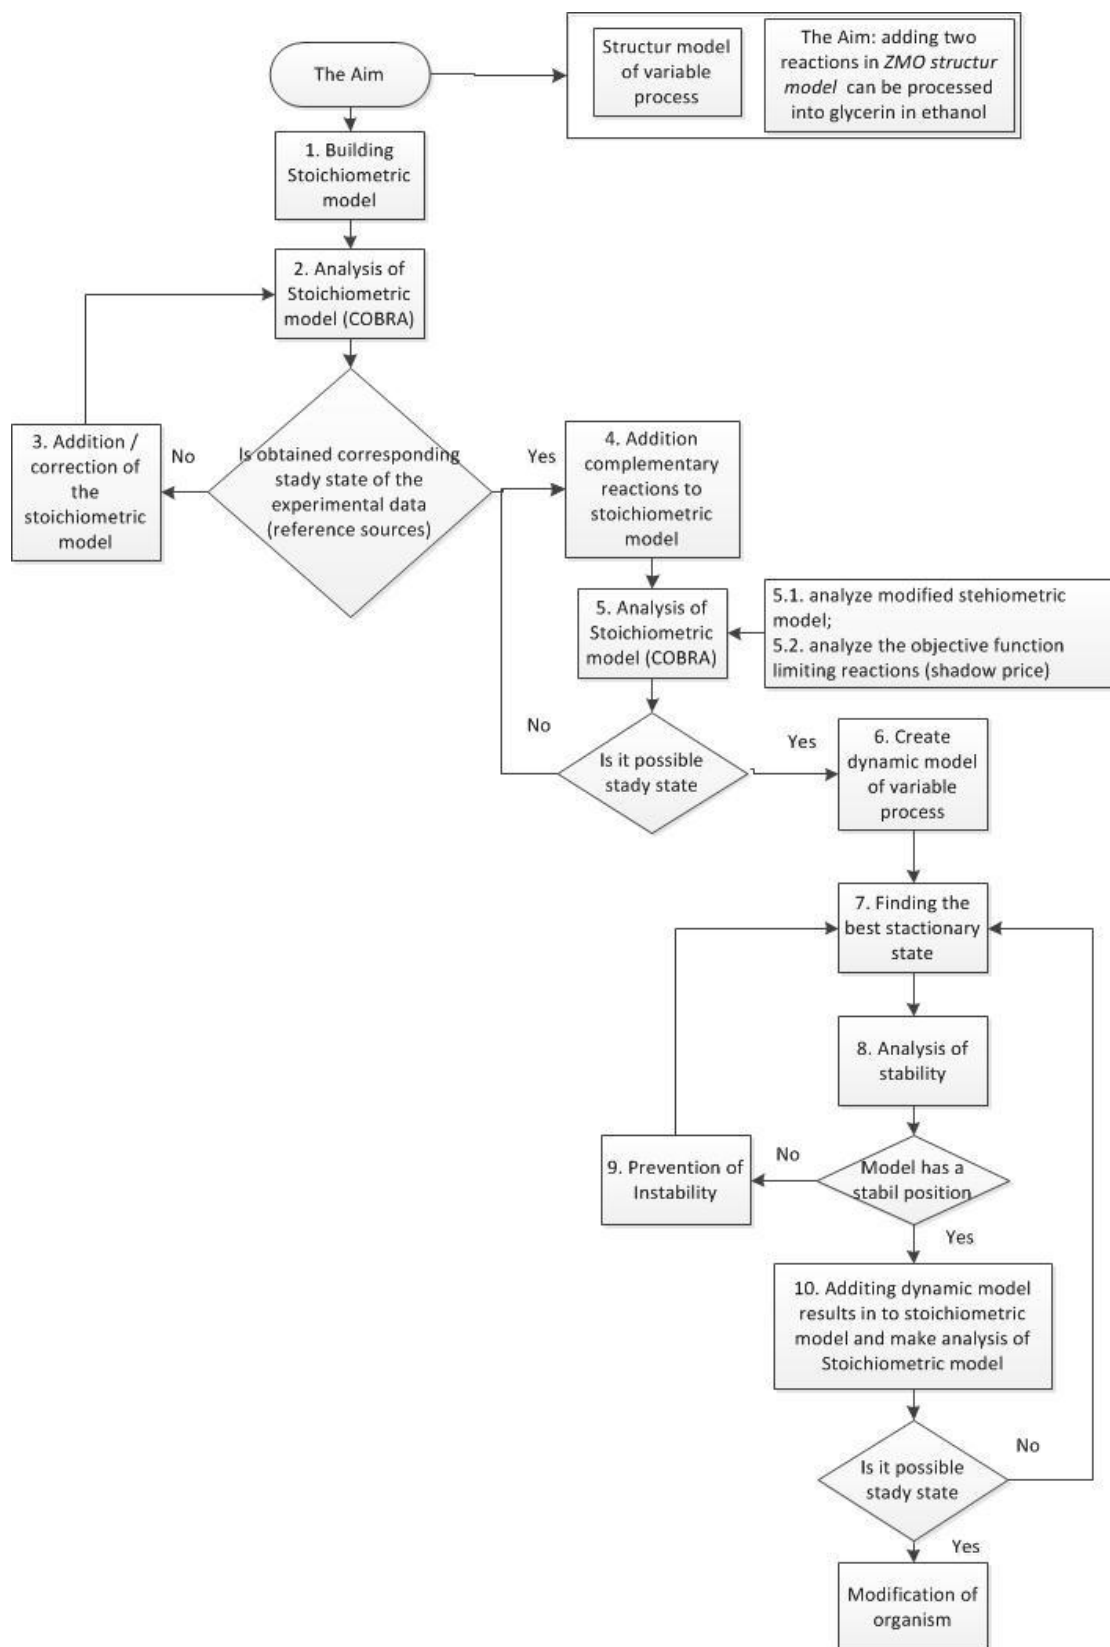 The Aim
Structur model
of variable
process
The Aim: adding two
reactions in ZMO structur
model can be processed
into glycerin in ethanol
1. Building
Stoichiometric
model
2. Analysis of
Stoichiometric
model (COBRA)
Is obtained corresponding
stady state of the
experimental data
(reference sources)
No
3. Addition /
correction of
the
stoichiometric
model
Yes
4. Addition
complementary
reactions to
stoichiometric
model
5. Analysis of
Stoichiometric
model (COBRA)
5.1. analyze modified stehiometric
model;
5.2. analyze the objective function
limiting reactions (shadow price)
No
Is it possible
stady state
Yes
6. Create
dynamic model
of variable
process
7. Finding the
best stactionary
state
8. Analysis of
stability
Model has a
stabil position
No
9. Prevention of
Instability
Yes
10. Additing dynamic model
results in to stoichiometric
model and make analysis of
Stoichiometric model
Is it possible
stady state
No
Yes
Modification of
organism